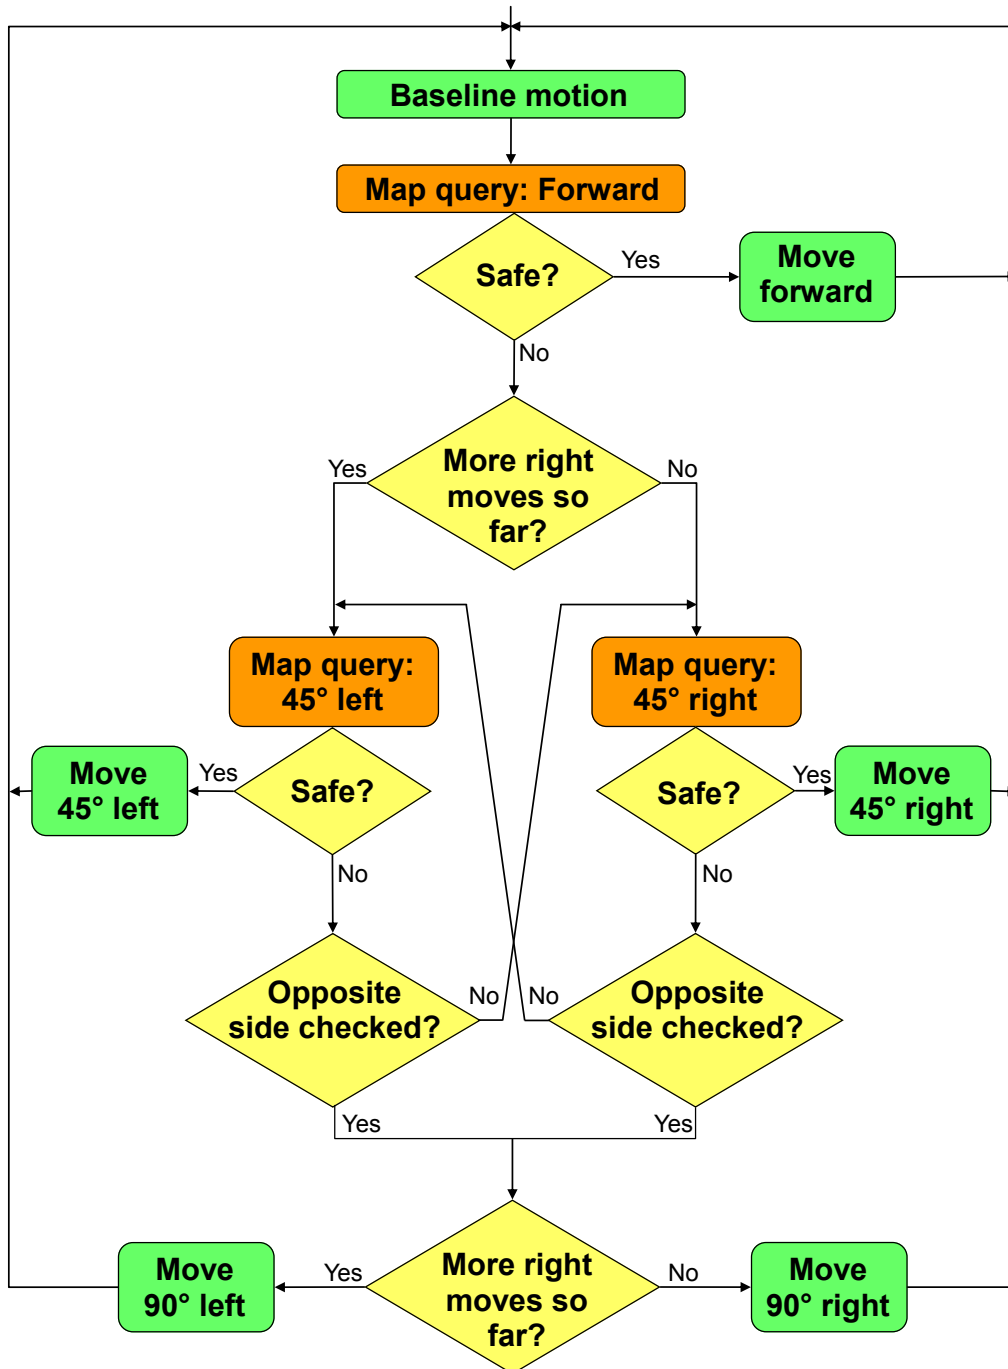 Baseline motion
Map query: Forward
Safe?
Yes
Move
forward
No
More right
moves so
far?
Yes
No
Map query:
45° left
Map query:
45° right
Move
45° left
Yes
Safe?
Safe?
Yes
Move
45° right
No
No
Opposite
side checked?
No
No
Opposite
side checked?
Yes
Yes
Move
90° left
Yes
More right
moves so
far?
No
Move
90° right